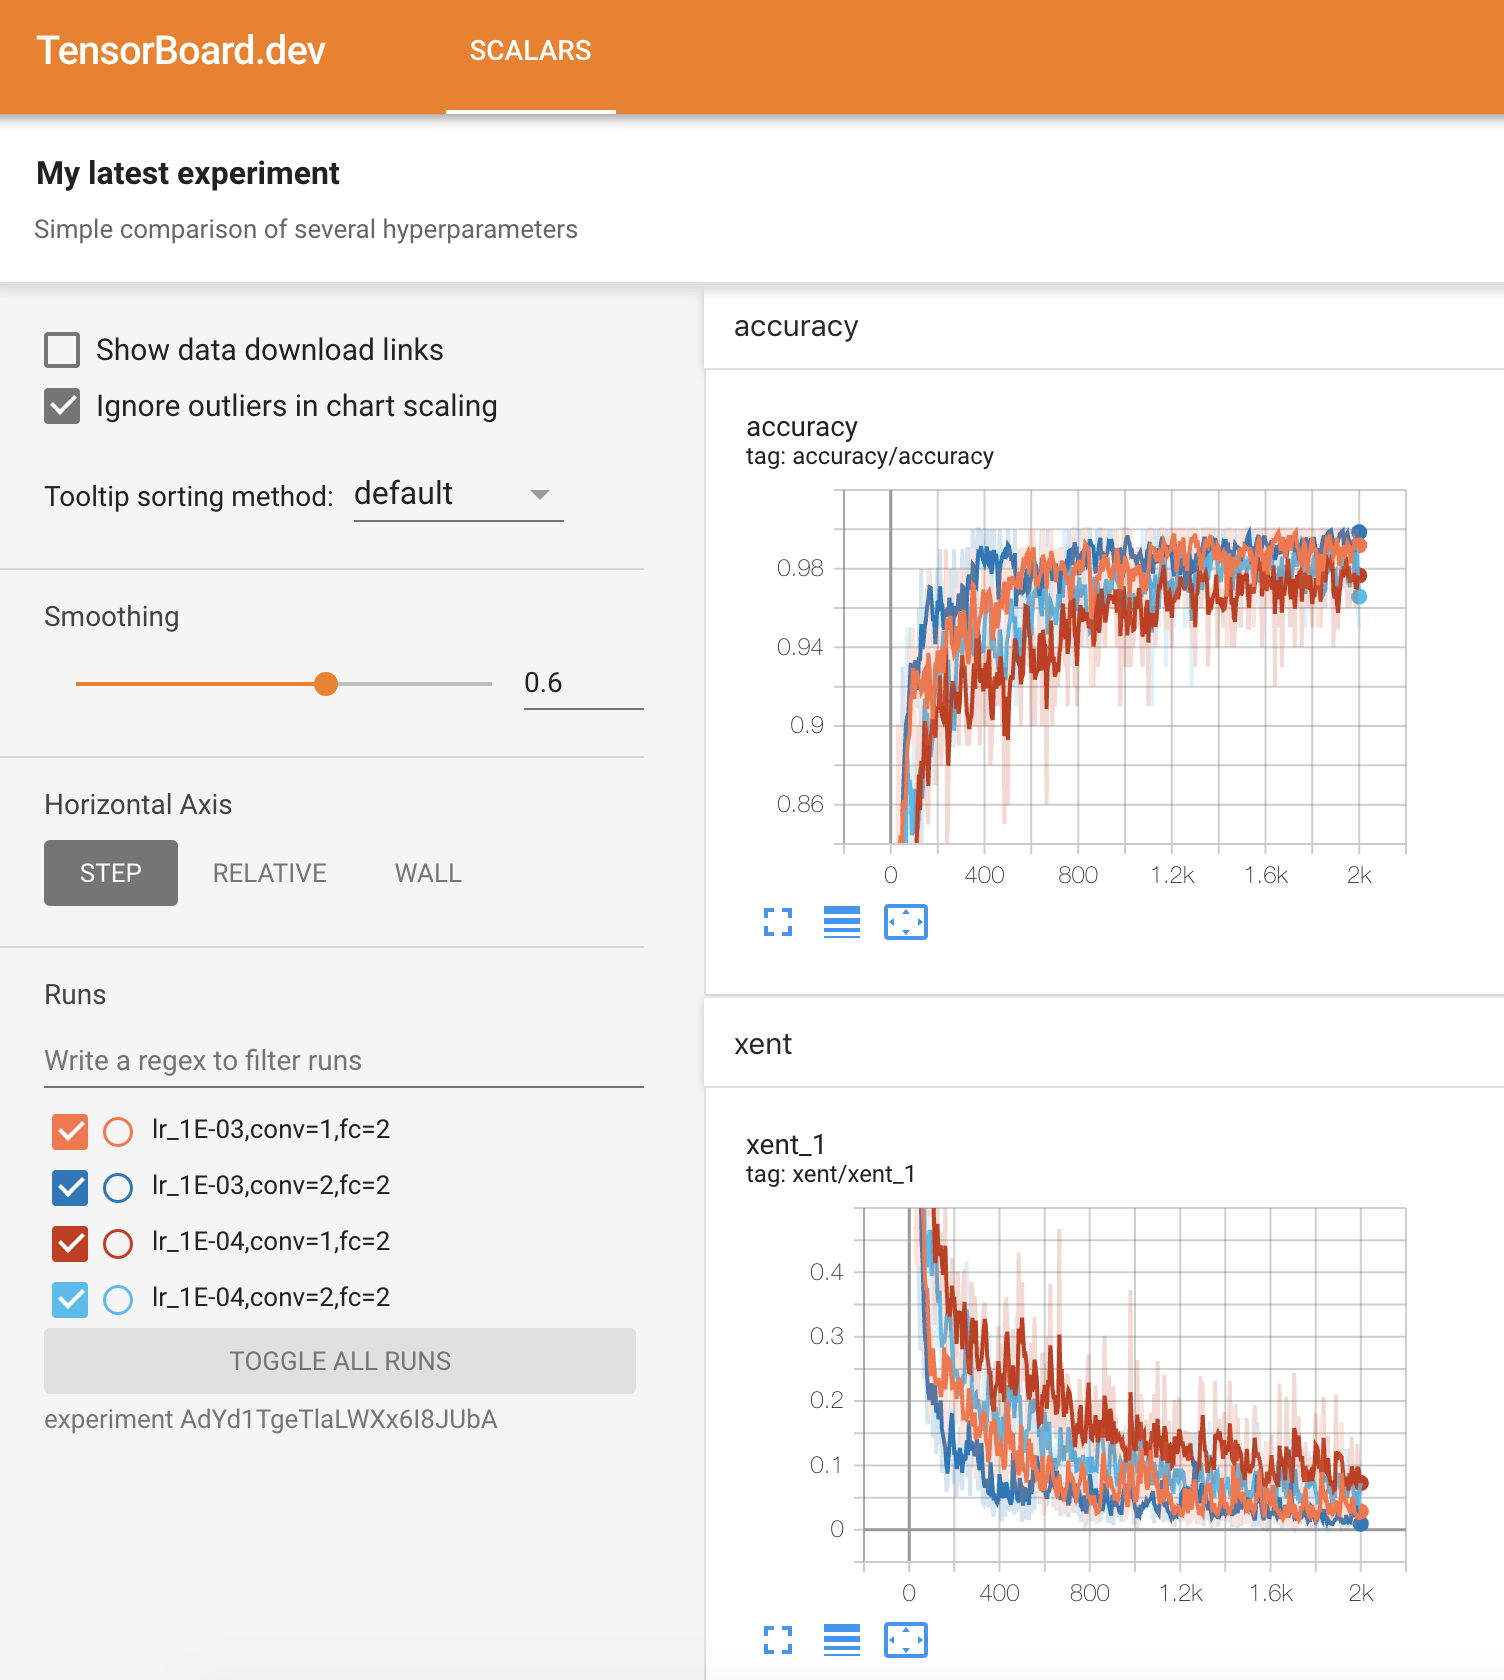 TensorBoard.dev SCALARS
My latest experiment
Simple comparison of several hyperparameters
Show data download links
Ignore outliers in chart scaling
Tooltip sorting method: default
Smoothing
0.6
Horizontal Axis
STEP RELATIVE WALL
Runs
Write a regex to filter runs
lr_1E-03,conv=1,fc=2
lr_1E-03,conv=2,fc=2
lr_1E-04,conv=1,fc=2
lr_1E-04,conv=2,fc=2
TOGGLE ALL RUNS
experiment AdYd1TgeTlaLWXx6I8JUbA
accuracy
accuracy
tag: accuracy/accuracy
0.98
0.94
0.9
0.86
0 400 800 1.2k 1.6k 2k
xent
xent_1
tag: xent/xent_1
0.4
0.3
0.2
0.1
0
0 400 800 1.2k 1.6k 2k